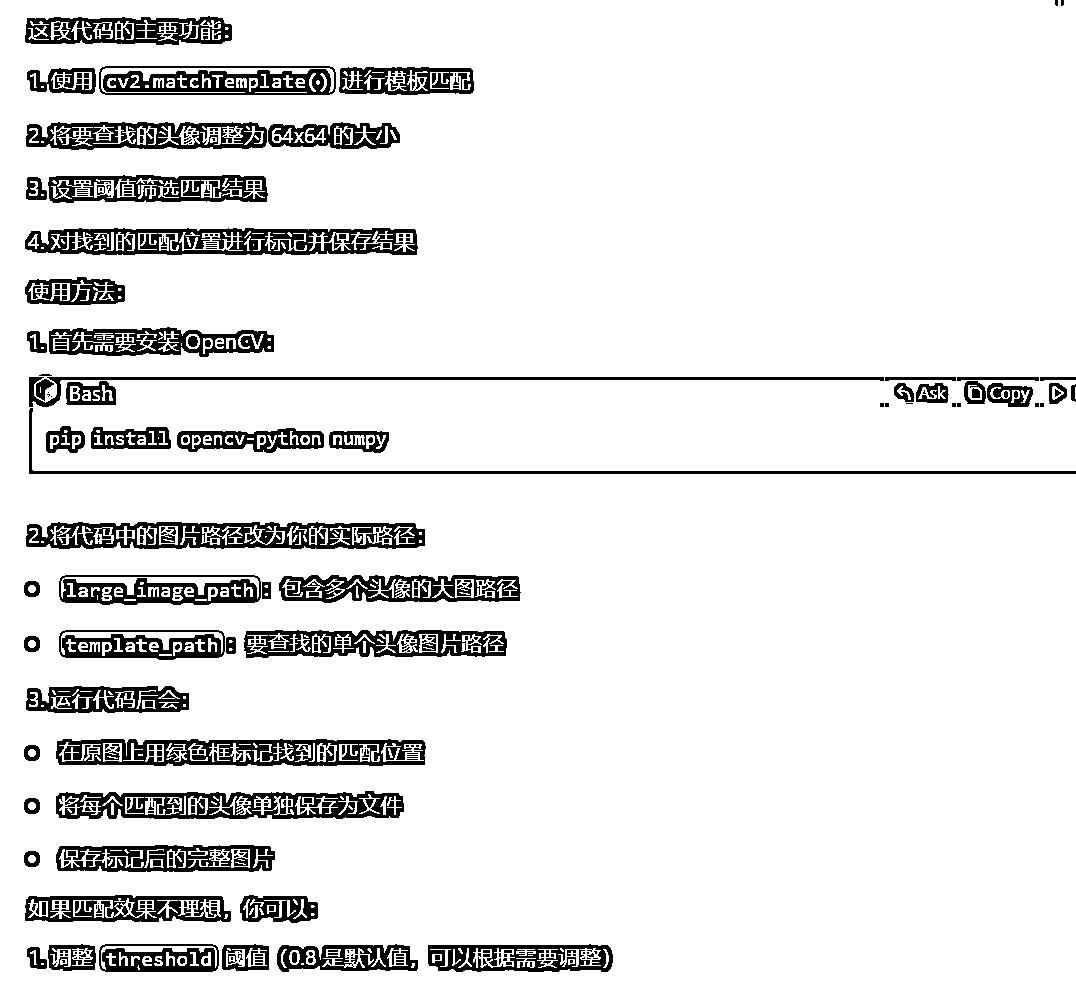 这段代码的主要功能：
1. 使用 cv2.matchTemplate() 进行模板匹配
2. 将要查找的头像调整为 64x64 的大小
3. 设置阈值筛选匹配结果
4. 对找到的匹配位置进行标记并保存结果
使用方法：
1. 首先需要安装 OpenCV：
Bash Ask Copy
pip install opencv-python numpy
2. 将代码中的图片路径改为你的实际路径：
large_image_path：包含多个头像的大图路径
template_path：要查找的单个头像图片路径
3. 运行代码后会：
在原图上用绿色框标记找到的匹配位置
将每个匹配到的头像单独保存为文件
保存标记后的完整图片
如果匹配效果不理想，你可以：
1. 调整 threshold 阈值（0.8 是默认值，可以根据需要调整）